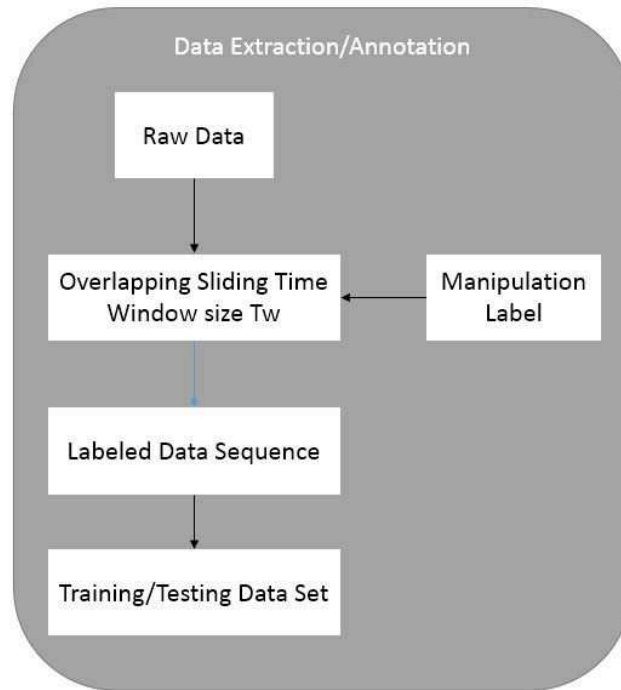 Data Extraction/Annotation
Raw Data
Overlapping Sliding Time
Window size Tw
Manipulation
Label
Labeled Data Sequence
Training/Testing Data Set